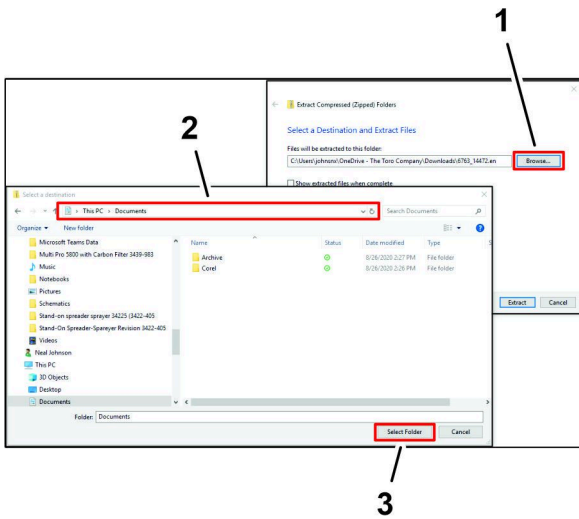 1
Extract Compressed (Zipped) Folders
2
Select a Destination and Extract Files
Files will be extracted to this folder:
C:\Users\johnsnr\OneDrive - The Toro Company\Downloads\6763_14472.en Browse...
Show extracted files when complete
Select a destination
This PC > Documents Search Documents
Organize New folder
Microsoft Teams Data Name Status Date modified Type S
Multi Pro 5800 with Carbon Filter 3439-983 Archive 8/26/2020 2:27 PM File folder
Music Corel 8/26/2020 2:26 PM File folder
Notebooks
Pictures
Schematics
Stand-on spreader sprayer 34225 (3422-405
Stand-On Spreader-Spareyer Revision 3422-405
Extract Cancel
Videos
Neal Johnson
This PC
3D Objects
Desktop
Documents
Folder: Documents
Select Folder Cancel
3